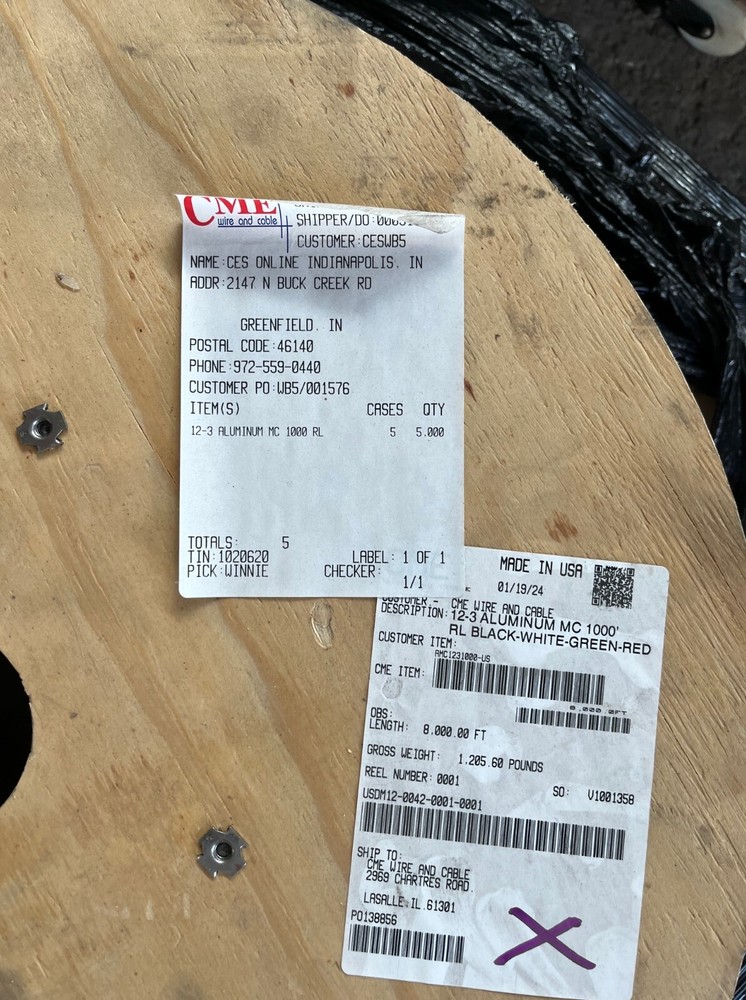 CME
wire and cable
SHIPPER/DO:
CUSTOMER:CESWB5
NAME:CES ONLINE INDIANAPOLIS, IN
ADDR:2147 N BUCK CREEK RD
GREENFIELD, IN
POSTAL CODE:46140
PHONE:972-559-0440
CUSTOMER PO:WB5/001576
ITEM(S) CASES QTY
12-3 ALUMINUM MC 1000 RL 5 5.000
TOTALS: 5
TIN:1020620 LABEL: 1 OF 1
PICK:WINNIE CHECKER:
1/1
MADE IN USA
01/19/24
CUSTOMER - CME WIRE AND CABLE
DESCRIPTION: 12-3 ALUMINUM MC 1000'
RL BLACK-WHITE-GREEN-RED
CUSTOMER ITEM:
AMC1231000-US
CME ITEM:
8,000.0FT
OBS:
LENGTH: 8,000.00 FT
GROSS WEIGHT: 1,205.60 POUNDS
REEL NUMBER: 0001 SO: V1001358
USDM12-0042-0001-0001
SHIP TO:
CME WIRE AND CABLE
2969 CHARTRES ROAD.
LASALLE, IL, 61301
PO138856